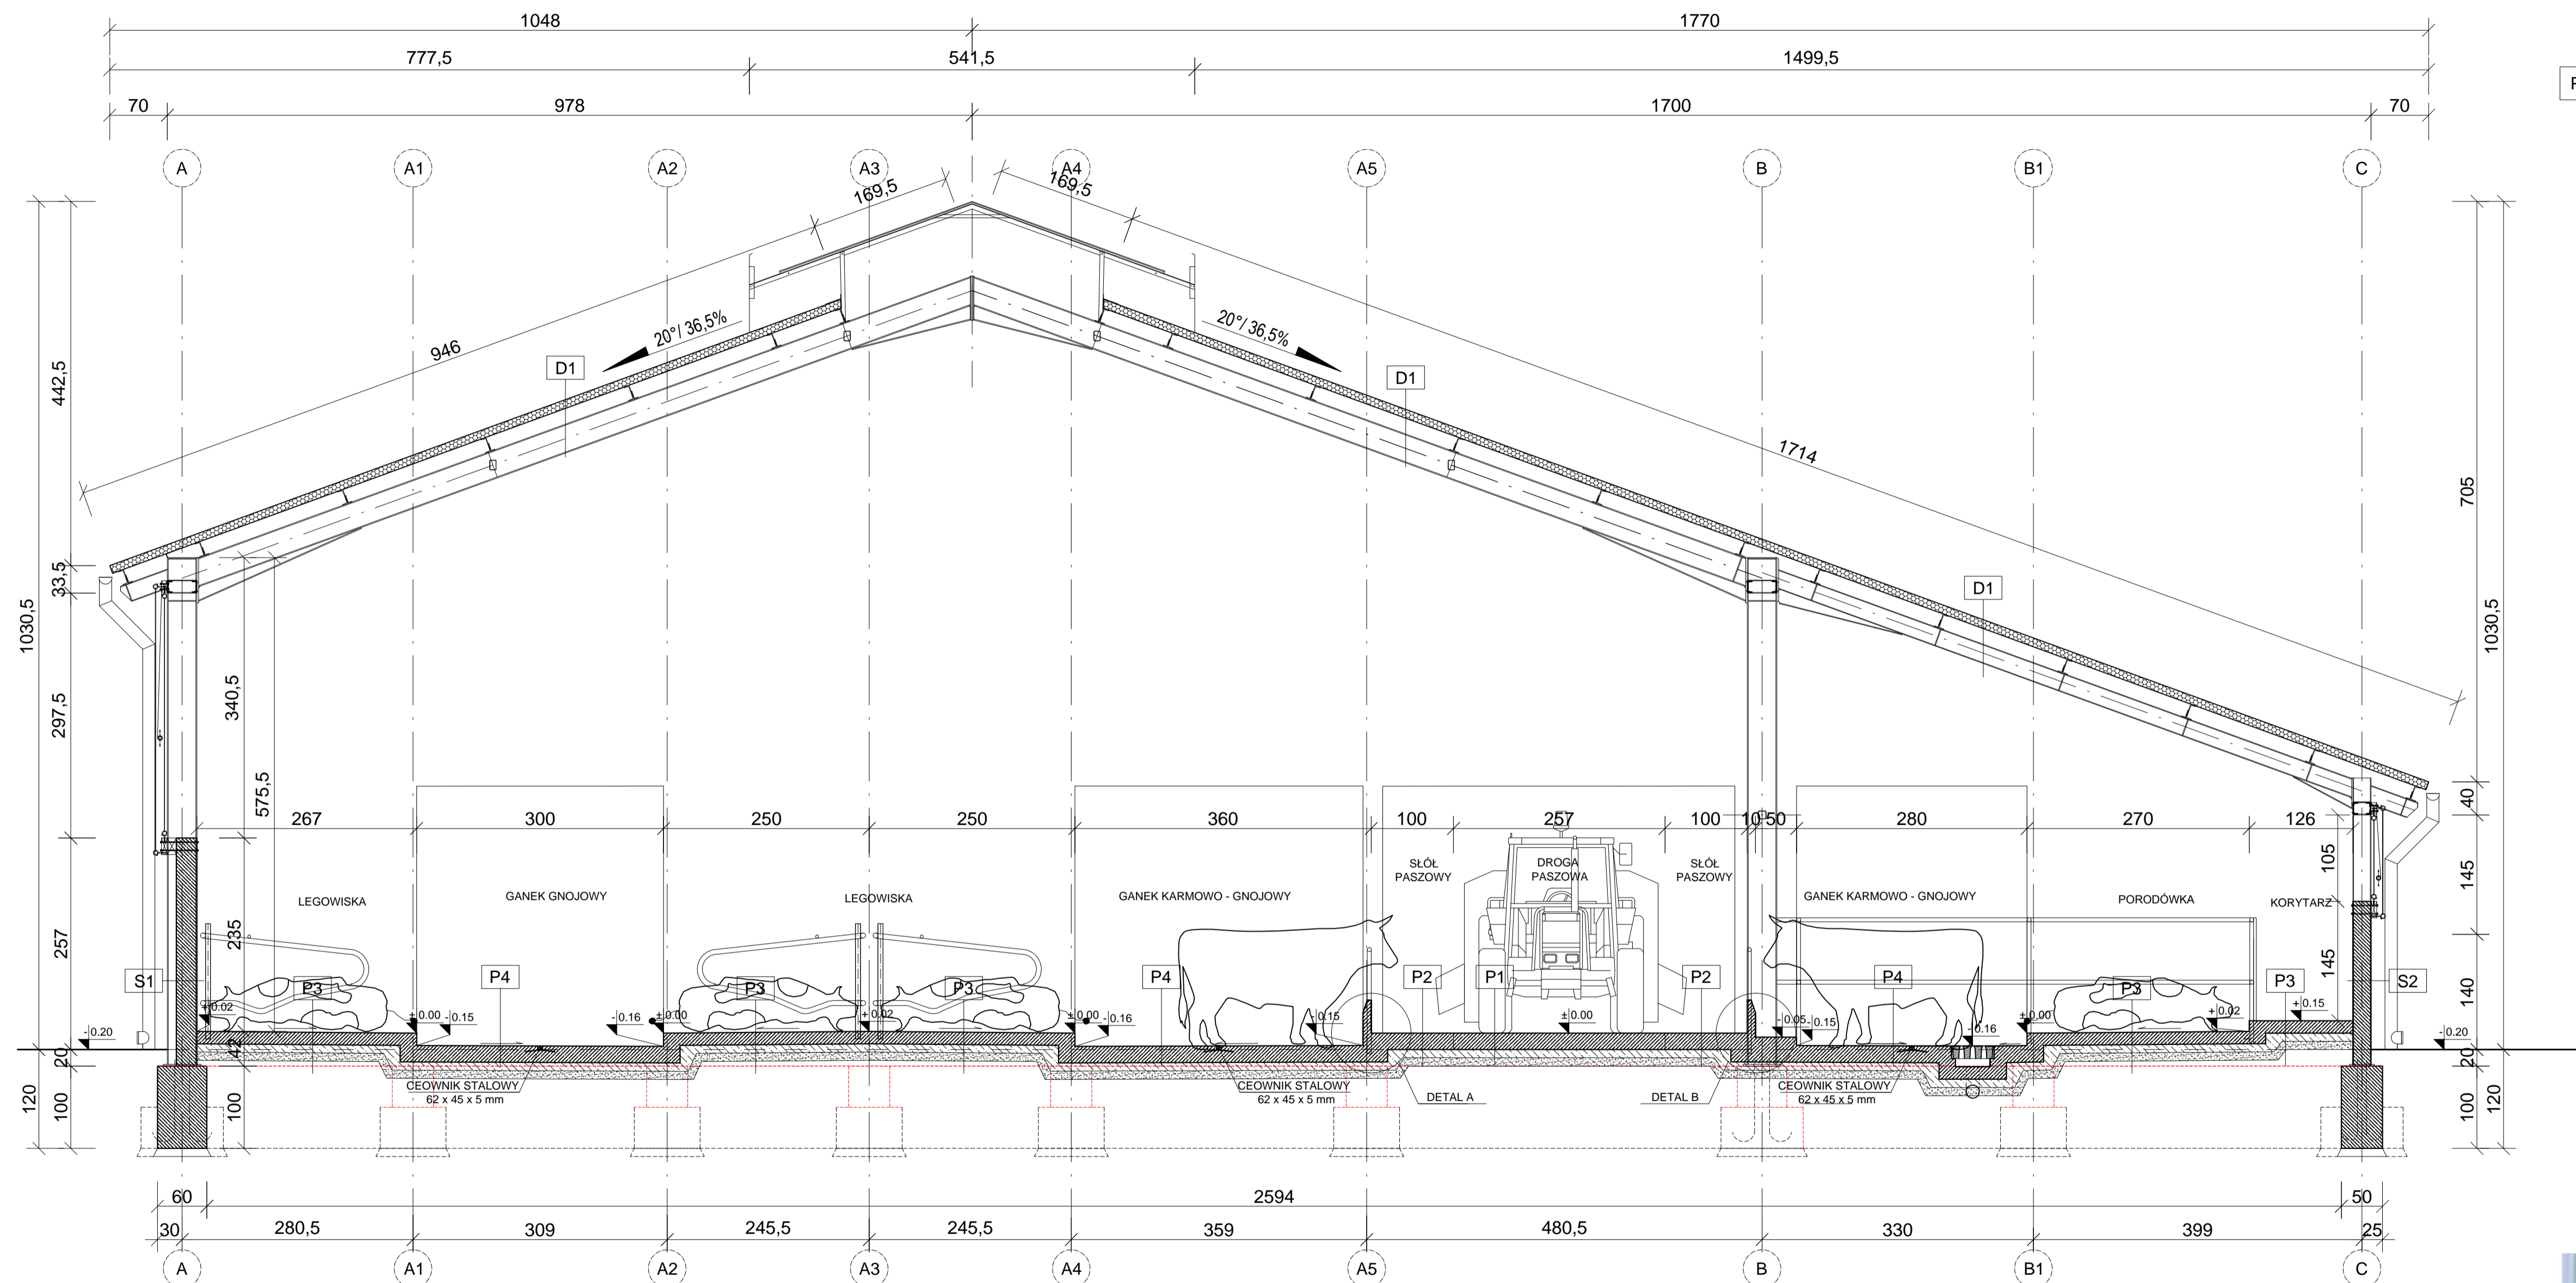 1048 1770
777,5 541,5 1499,5
70 978 1700 70
A A1 A2 A3 A4 A5 B B1 C
169,5 169,5
946 20°/ 36,5% 20°/ 36,5% 1714
D1 D1 D1
1030,5 442,5 33,5 297,5 257 20 100 120
340,5 575,5 235 42 100
705 1030,5 40 145 140 20 100 120
105 145
267 300 250 250 360 100 257 100 10 50 280 270 126
SŁÓŁ
PASZOWY
DROGA
PASZOWA
SŁÓŁ
PASZOWY
LEGOWISKA
GANEK GNOJOWY
LEGOWISKA
GANEK KARMOWO - GNOJOWY
GANEK KARMOWO - GNOJOWY
PORODÓWKA
KORYTARZ
S1 P3 P4 P3 P3 P4 P2 P1 P2 P4 P3 P3 S2
- 0.20 + 0.02 ± 0.00 - 0.15 - 0.16 ± 0.00 + 0.02 ± 0.00 - 0.16 - 0.15 ± 0.00 - 0.05 - 0.15 - 0.16 ± 0.00 + 0.02 + 0.15 - 0.20
CEOWNIK STALOWY
62 x 45 x 5 mm
CEOWNIK STALOWY
62 x 45 x 5 mm
DETAL A
DETAL B
CEOWNIK STALOWY
62 x 45 x 5 mm
60 2594 50
30 280,5 309 245,5 245,5 359 480,5 330 399 25
A A1 A2 A3 A4 A5 B B1 C